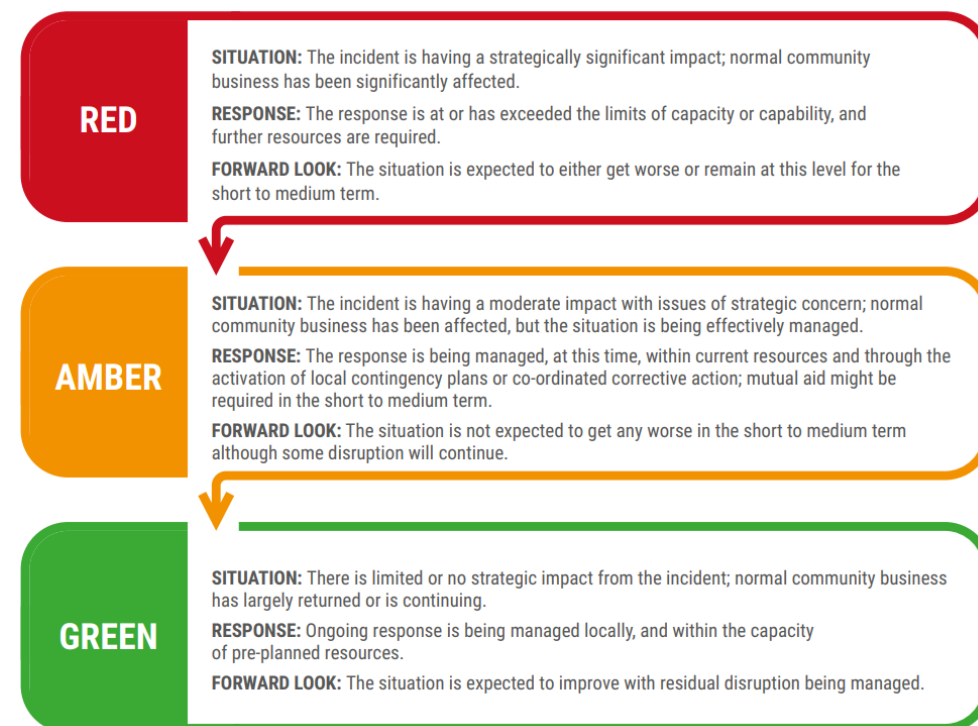 RED
SITUATION: The incident is having a strategically significant impact; normal community
business has been significantly affected.
RESPONSE: The response is at or has exceeded the limits of capacity or capability, and
further resources are required.
FORWARD LOOK: The situation is expected to either get worse or remain at this level for the
short to medium term.
AMBER
SITUATION: The incident is having a moderate impact with issues of strategic concern; normal
community business has been affected, but the situation is being effectively managed.
RESPONSE: The response is being managed, at this time, within current resources and through the
activation of local contingency plans or co-ordinated corrective action; mutual aid might be
required in the short to medium term.
FORWARD LOOK: The situation is not expected to get any worse in the short to medium term
although some disruption will continue.
GREEN
SITUATION: There is limited or no strategic impact from the incident; normal community business
has largely returned or is continuing.
RESPONSE: Ongoing response is being managed locally, and within the capacity
of pre-planned resources.
FORWARD LOOK: The situation is expected to improve with residual disruption being managed.